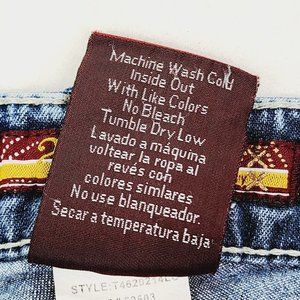 Machine Wash Cold
Inside Out
With Like Colors
No Bleach
Tumble Dry Low
Lavado a máquina
voltear la ropa al
revés con
colores simlares
No use blanqueador.
Secar a temperatura baja